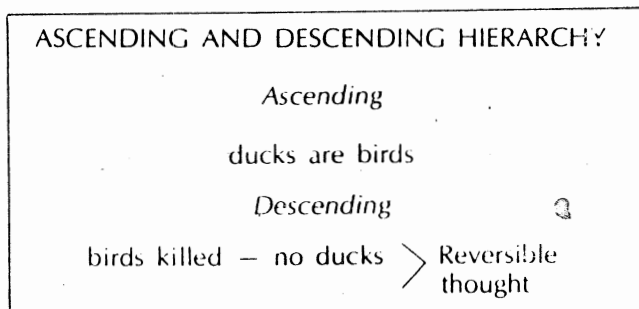 ASCENDING AND DESCENDING HIERARCHY
Ascending
ducks are birds
Descending
birds killed — no ducks > Reversible
thought